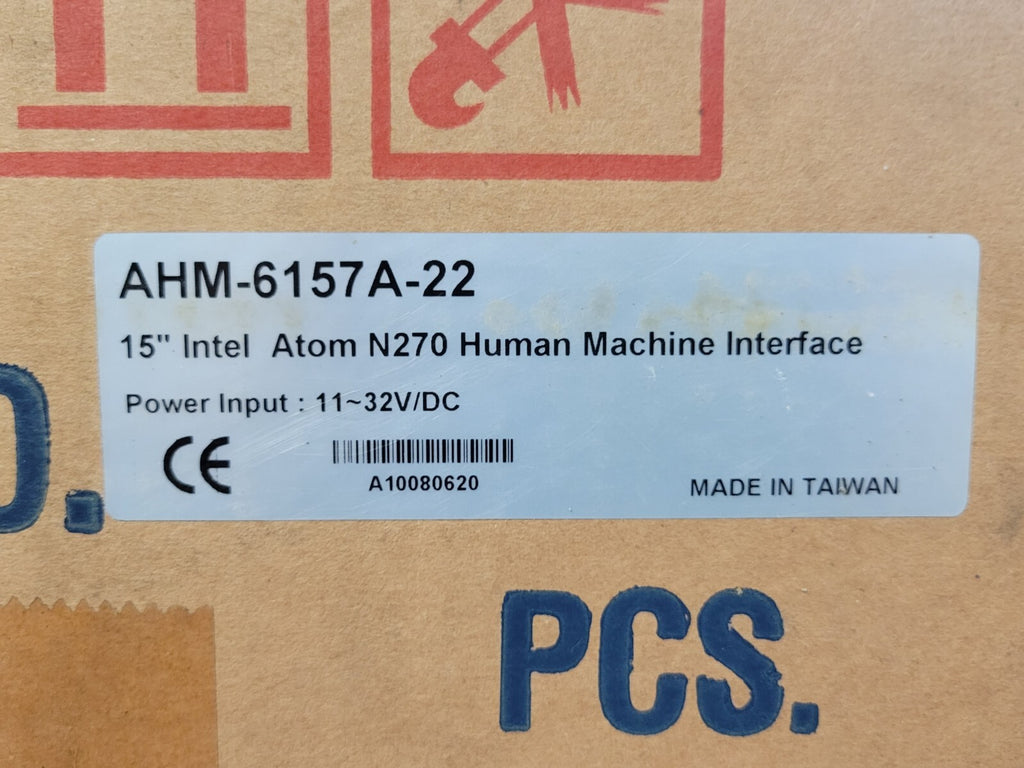 AHM-6157A-22
15" Intel Atom N270 Human Machine Interface
Power Input : 11~32V/DC
CE
A10080620
MADE IN TAIWAN
O.
PCS.